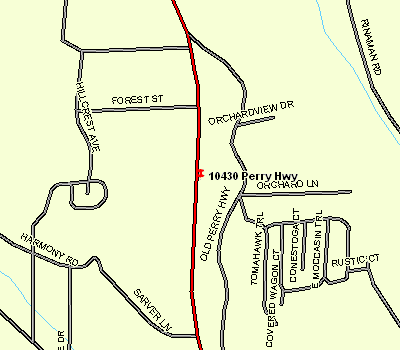 RINAMAN RD
HILLCREST AVE
FOREST ST
ORCHARDVIEW DR
10430 Perry Hwy
ORCHARD LN
OLD PERRY HWY
TOMAHAWK TRL
COVERED WAGON CT
CONESTOGA CT
E MOCCASIN TRL
RUSTIC CT
HARMONY RD
SARVER LN
E DR